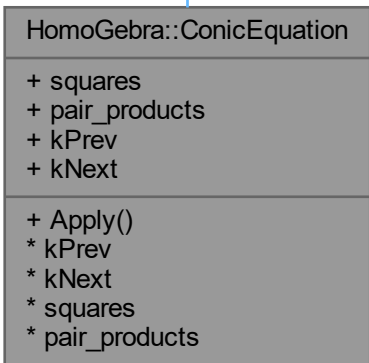 HomoGebra::ConicEquation
+ squares
+ pair_products
+ kPrev
+ kNext
+ Apply()
* kPrev
* kNext
* squares
* pair_products